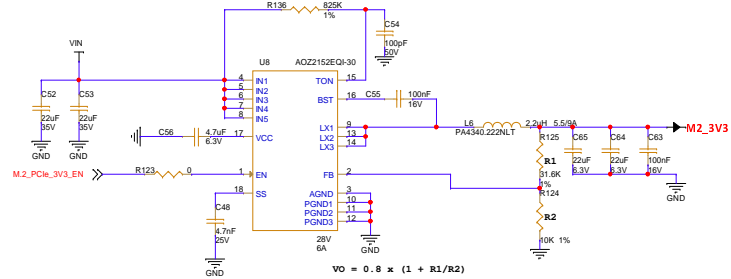 R136 825K
1%
C54
100pF
50V
VIN
U8 AOZ2152EQI-30
C52 C53
22uF 22uF
35V 35V
GND GND
4 IN1 TON 15
5 IN2
6 IN3 BST 16 C55 100nF
16V
7 IN4
8 IN5
GND
C56 4.7uF
6.3V
17 VCC
LX1 9
LX2 13
LX3 14
L6 2.2uH 5.5/9A
PA4340.222NLT
M2_3V3
R125 C65 C64 C63
R1
31.6K
1%
22uF 22uF 100nF
6.3V 6.3V 16V
M.2_PCIe_3V3_EN R123 0 1 EN FB 2
R124
R2
10K 1%
GND
GND
18 SS AGND 3
PGND1 10
PGND2 11
PGND3 12
C48
4.7nF
25V
GND
28V
6A
GND
VO = 0.8 x (1 + R1/R2)